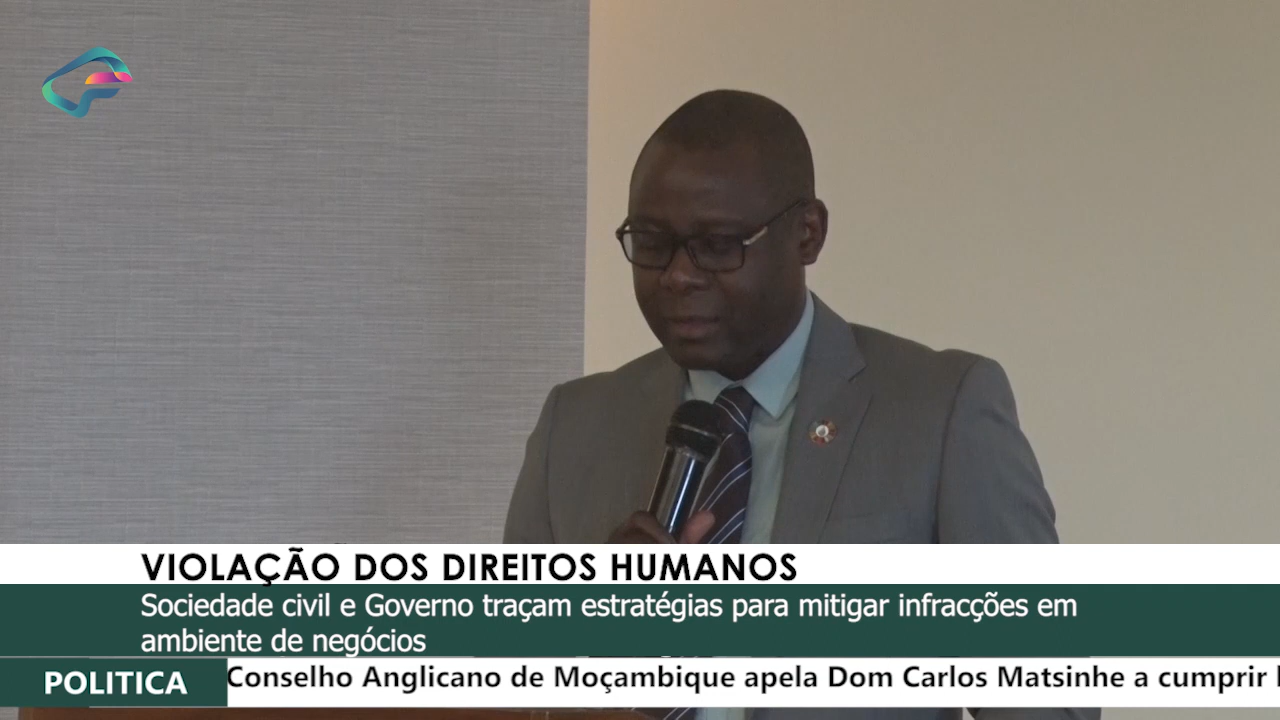 VIOLAÇÃO DOS DIREITOS HUMANOS
Sociedade civil e Governo traçam estratégias para mitigar infracções em
ambiente de negócios
POLITICA
Conselho Anglicano de Moçambique apela Dom Carlos Matsinhe a cumprir